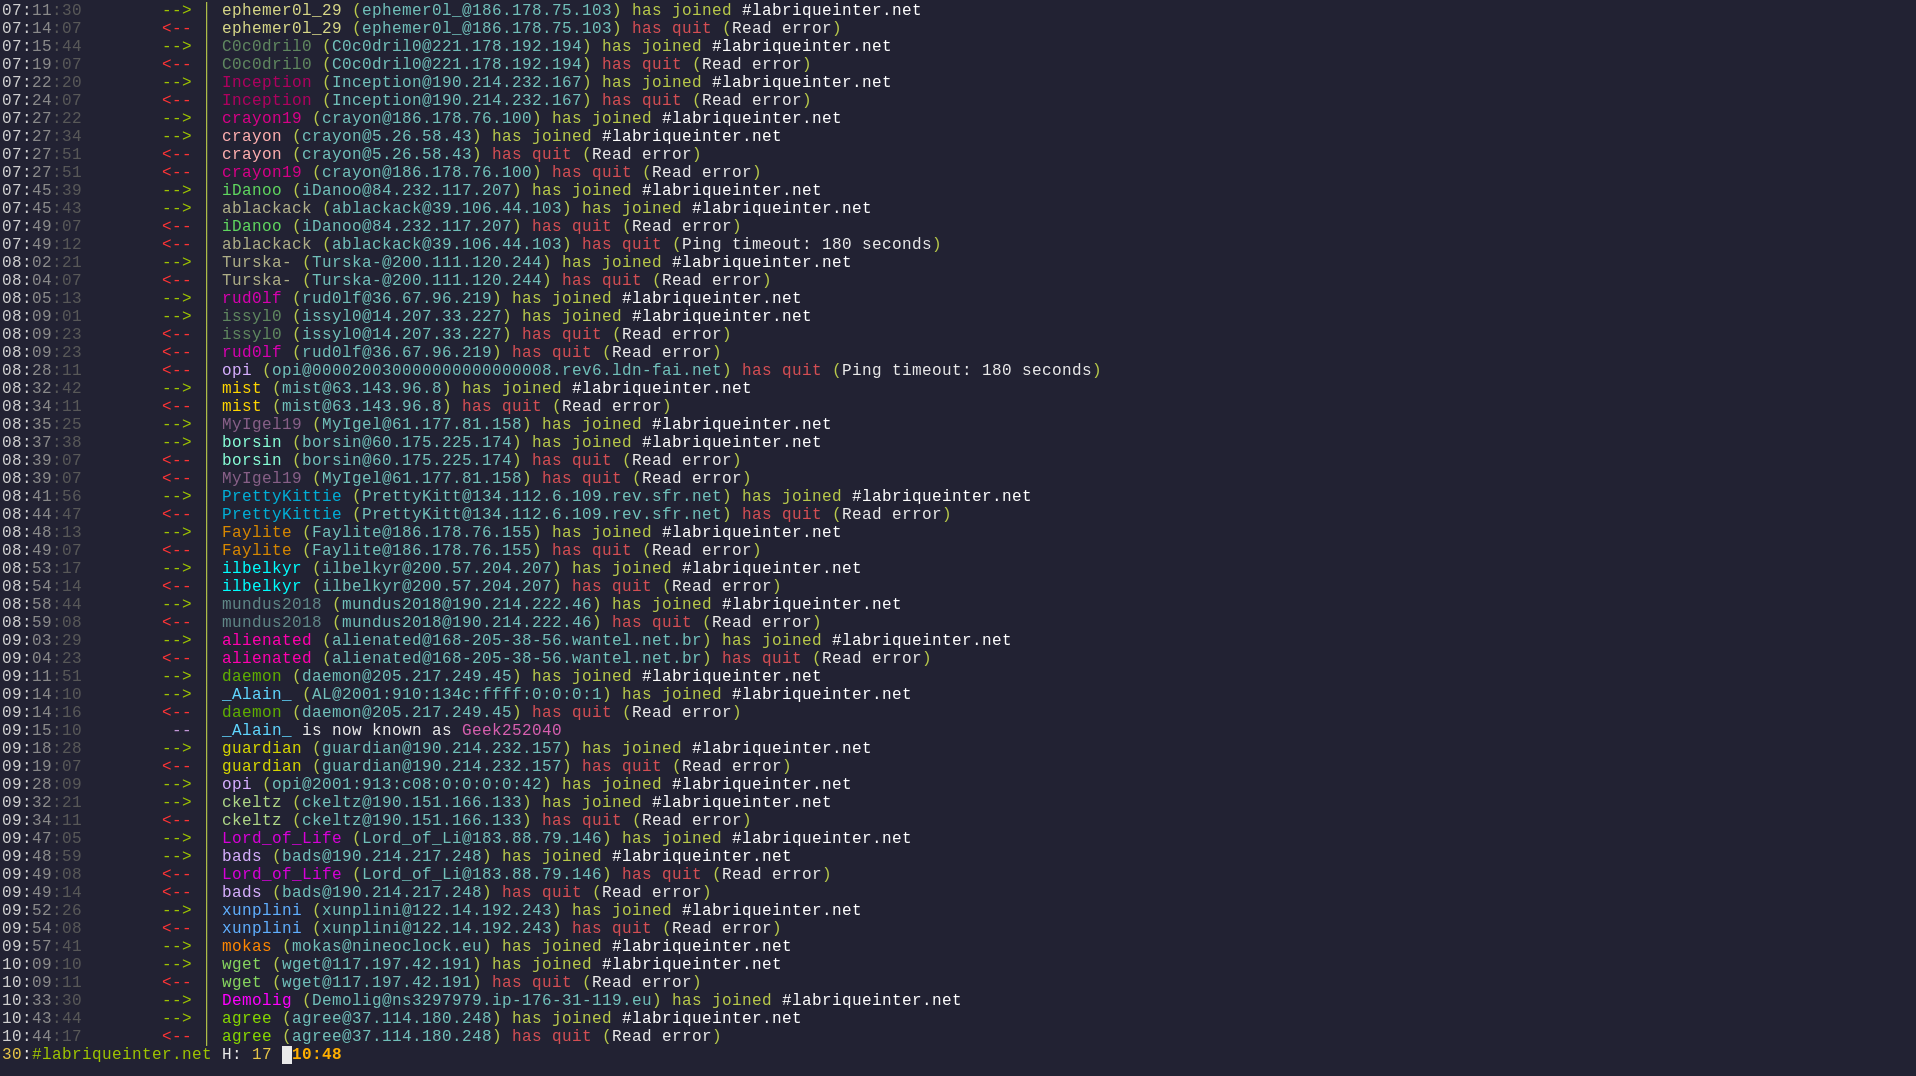 07:11:30 --> | ephemer0l_29 (ephemer0l_@186.178.75.103) has joined #labriqueinter.net
07:14:07 <-- | ephemer0l_29 (ephemer0l_@186.178.75.103) has quit (Read error)
07:15:44 --> | C0c0dril0 (C0c0dril0@221.178.192.194) has joined #labriqueinter.net
07:19:07 <-- | C0c0dril0 (C0c0dril0@221.178.192.194) has quit (Read error)
07:22:20 --> | Inception (Inception@190.214.232.167) has joined #labriqueinter.net
07:24:07 <-- | Inception (Inception@190.214.232.167) has quit (Read error)
07:27:22 --> | crayon19 (crayon@186.178.76.100) has joined #labriqueinter.net
07:27:34 --> | crayon (crayon@5.26.58.43) has joined #labriqueinter.net
07:27:51 <-- | crayon (crayon@5.26.58.43) has quit (Read error)
07:27:51 <-- | crayon19 (crayon@186.178.76.100) has quit (Read error)
07:45:39 --> | iDanoo (iDanoo@84.232.117.207) has joined #labriqueinter.net
07:45:43 --> | ablackack (ablackack@39.106.44.103) has joined #labriqueinter.net
07:49:07 <-- | iDanoo (iDanoo@84.232.117.207) has quit (Read error)
07:49:12 <-- | ablackack (ablackack@39.106.44.103) has quit (Ping timeout: 180 seconds)
08:02:21 --> | Turska- (Turska-@200.111.120.244) has joined #labriqueinter.net
08:04:07 <-- | Turska- (Turska-@200.111.120.244) has quit (Read error)
08:05:13 --> | rud0lf (rud0lf@36.67.96.219) has joined #labriqueinter.net
08:09:01 --> | issyl0 (issyl0@14.207.33.227) has joined #labriqueinter.net
08:09:23 <-- | issyl0 (issyl0@14.207.33.227) has quit (Read error)
08:09:23 <-- | rud0lf (rud0lf@36.67.96.219) has quit (Read error)
08:28:11 <-- | opi (opi@000020030000000000000008.rev6.ldn-fai.net) has quit (Ping timeout: 180 seconds)
08:32:42 --> | mist (mist@63.143.96.8) has joined #labriqueinter.net
08:34:11 <-- | mist (mist@63.143.96.8) has quit (Read error)
08:35:25 --> | MyIgel19 (MyIgel@61.177.81.158) has joined #labriqueinter.net
08:37:38 --> | borsin (borsin@60.175.225.174) has joined #labriqueinter.net
08:39:07 <-- | borsin (borsin@60.175.225.174) has quit (Read error)
08:39:07 <-- | MyIgel19 (MyIgel@61.177.81.158) has quit (Read error)
08:41:56 --> | PrettyKittie (PrettyKitt@134.112.6.109.rev.sfr.net) has joined #labriqueinter.net
08:44:47 <-- | PrettyKittie (PrettyKitt@134.112.6.109.rev.sfr.net) has quit (Read error)
08:48:13 --> | Faylite (Faylite@186.178.76.155) has joined #labriqueinter.net
08:49:07 <-- | Faylite (Faylite@186.178.76.155) has quit (Read error)
08:53:17 --> | ilbelkyr (ilbelkyr@200.57.204.207) has joined #labriqueinter.net
08:54:14 <-- | ilbelkyr (ilbelkyr@200.57.204.207) has quit (Read error)
08:58:44 --> | mundus2018 (mundus2018@190.214.222.46) has joined #labriqueinter.net
08:59:08 <-- | mundus2018 (mundus2018@190.214.222.46) has quit (Read error)
09:03:29 --> | alienated (alienated@168-205-38-56.wantel.net.br) has joined #labriqueinter.net
09:04:23 <-- | alienated (alienated@168-205-38-56.wantel.net.br) has quit (Read error)
09:11:51 --> | daemon (daemon@205.217.249.45) has joined #labriqueinter.net
09:14:10 --> | _Alain_ (AL@2001:910:134c:ffff:0:0:0:1) has joined #labriqueinter.net
09:14:16 <-- | daemon (daemon@205.217.249.45) has quit (Read error)
09:15:10 -- | _Alain_ is now known as Geek252040
09:18:28 --> | guardian (guardian@190.214.232.157) has joined #labriqueinter.net
09:19:07 <-- | guardian (guardian@190.214.232.157) has quit (Read error)
09:28:09 --> | opi (opi@2001:913:c08:0:0:0:0:42) has joined #labriqueinter.net
09:32:21 --> | ckeltz (ckeltz@190.151.166.133) has joined #labriqueinter.net
09:34:11 <-- | ckeltz (ckeltz@190.151.166.133) has quit (Read error)
09:47:05 --> | Lord_of_Life (Lord_of_Li@183.88.79.146) has joined #labriqueinter.net
09:48:59 --> | bads (bads@190.214.217.248) has joined #labriqueinter.net
09:49:08 <-- | Lord_of_Life (Lord_of_Li@183.88.79.146) has quit (Read error)
09:49:14 <-- | bads (bads@190.214.217.248) has quit (Read error)
09:52:26 --> | xunplini (xunplini@122.14.192.243) has joined #labriqueinter.net
09:54:08 <-- | xunplini (xunplini@122.14.192.243) has quit (Read error)
09:57:41 --> | mokas (mokas@nineoclock.eu) has joined #labriqueinter.net
10:09:10 --> | wget (wget@117.197.42.191) has joined #labriqueinter.net
10:09:11 <-- | wget (wget@117.197.42.191) has quit (Read error)
10:33:30 --> | Demolig (Demolig@ns3297979.ip-176-31-119.eu) has joined #labriqueinter.net
10:43:44 --> | agree (agree@37.114.180.248) has joined #labriqueinter.net
10:44:17 <-- | agree (agree@37.114.180.248) has quit (Read error)
30:#labriqueinter.net H: 17 10:48